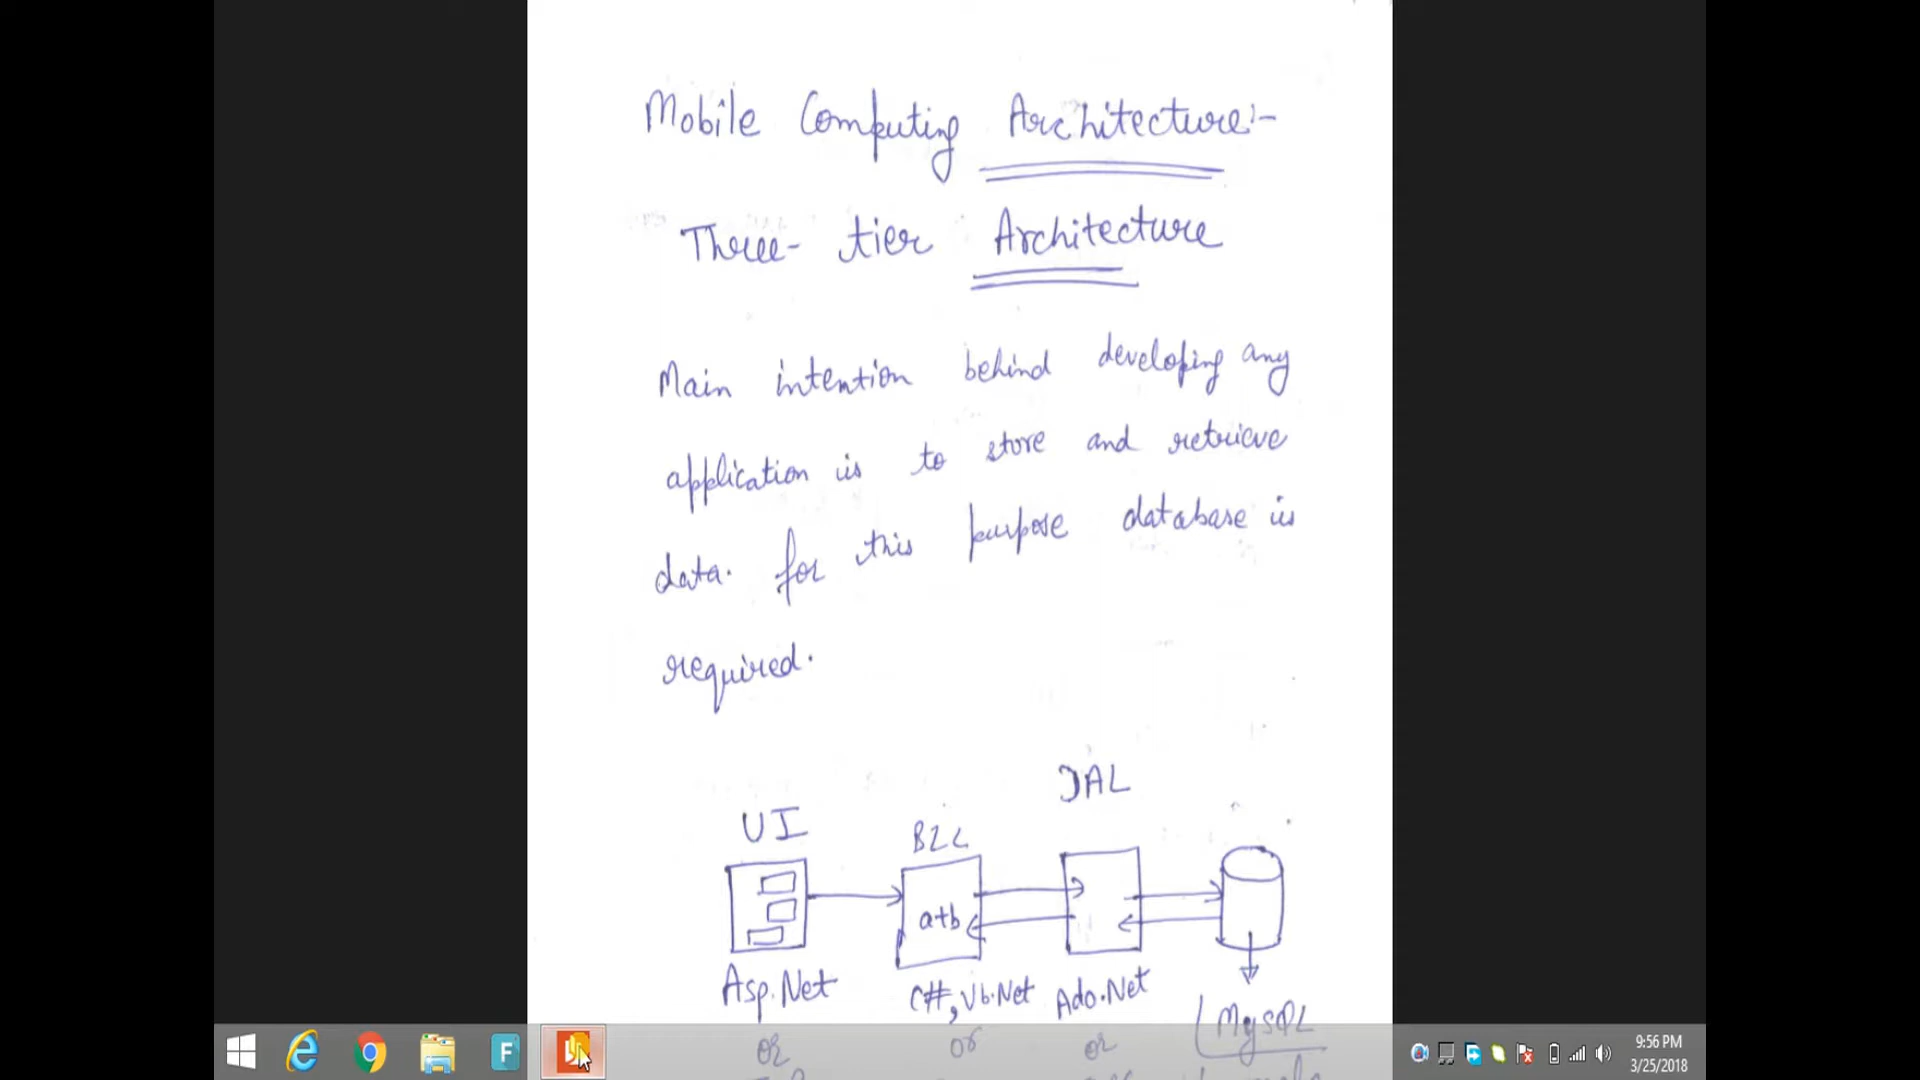 Mobile Computing Architecture:-
Three- tier Architecture
Main intention behind developing any
application is to store and retrieve
data. for this purpose database is
required.
DAL
UI
BLL
a+b
Asp.Net
C#, Vb.Net
Ado.Net
MySQL
or
or
or
F
9:56 PM
3/25/2018